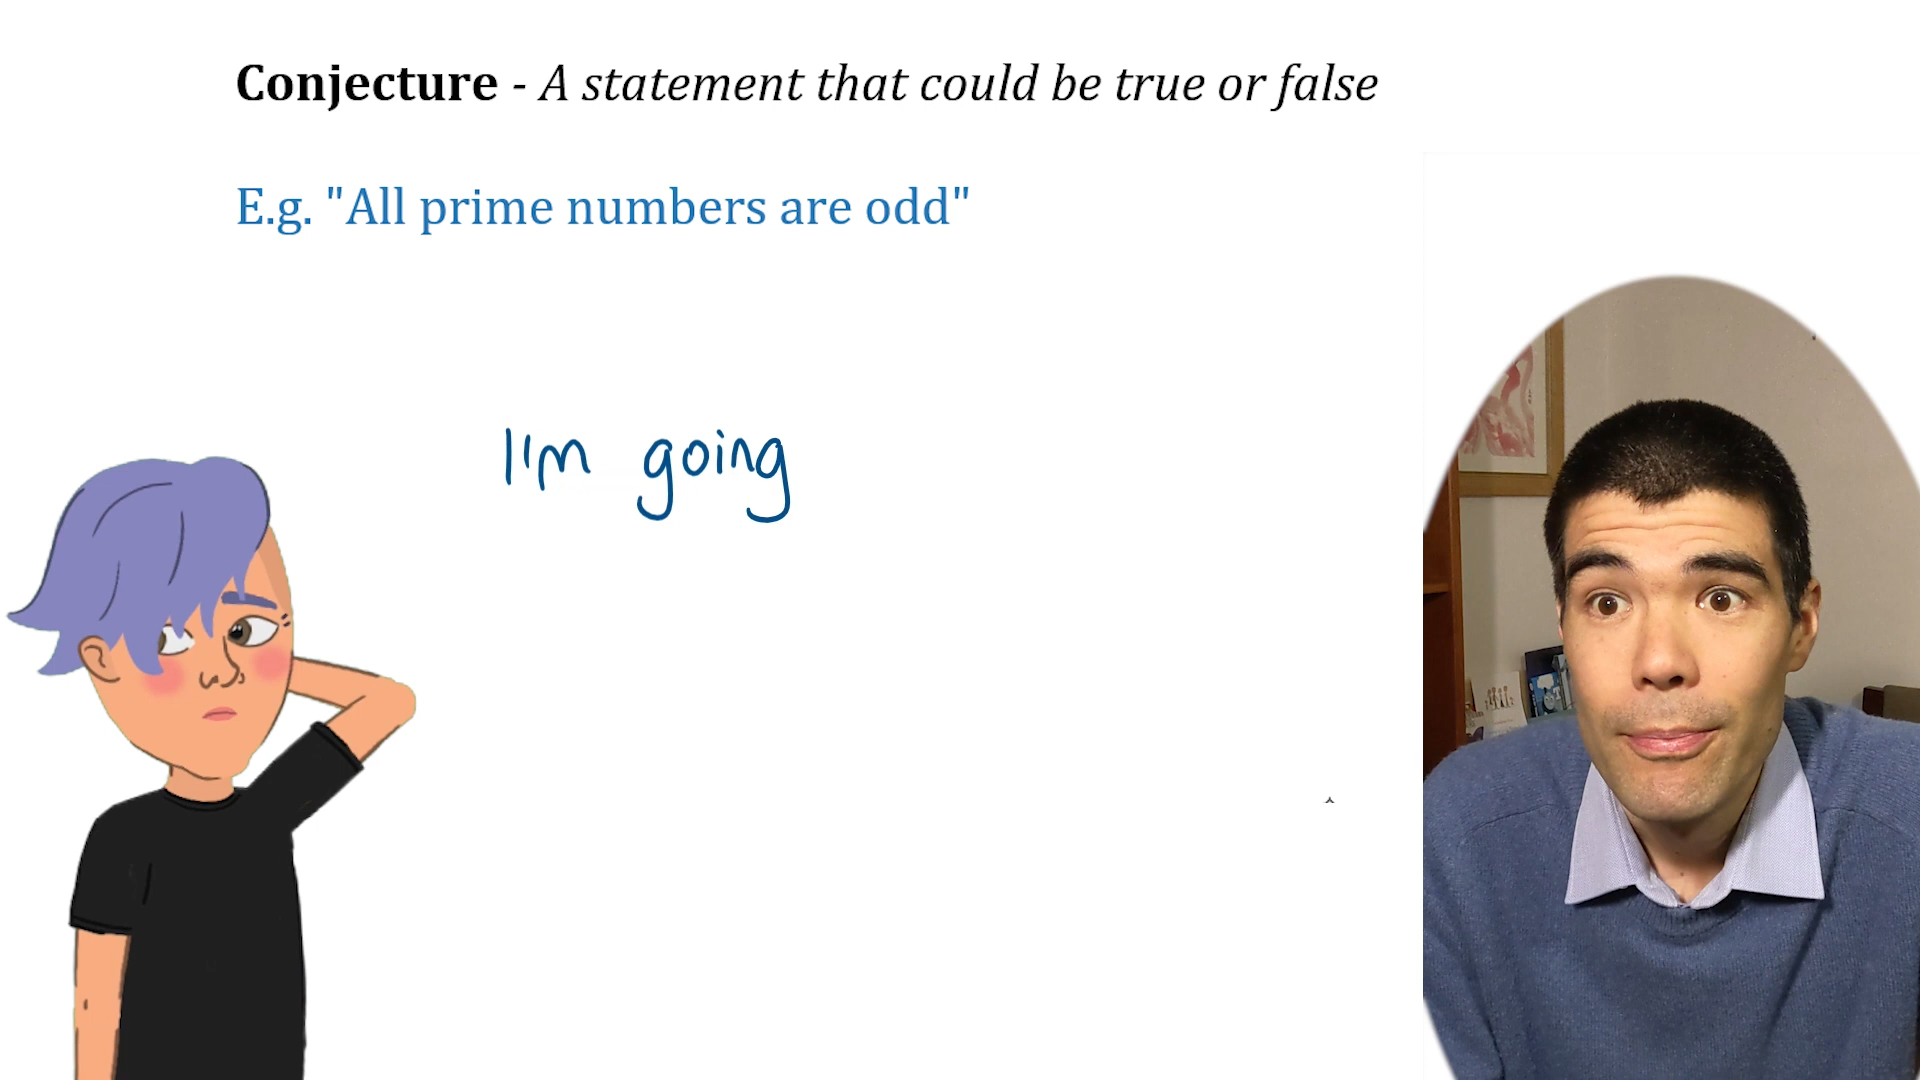 Conjecture - A statement that could be true or false
E.g. "All prime numbers are odd"
I'm going